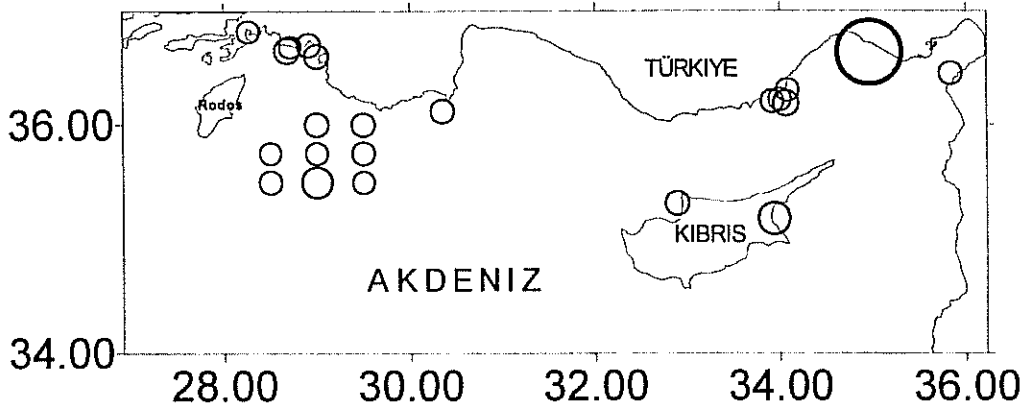 TÜRKIYE
Rodos
36.00
KIBRIS
AKDENIZ
34.00
28.00 30.00 32.00 34.00 36.00